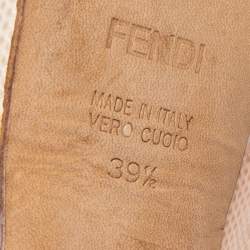 FENDI
MADE IN ITALY
VERO CUOIO
39½